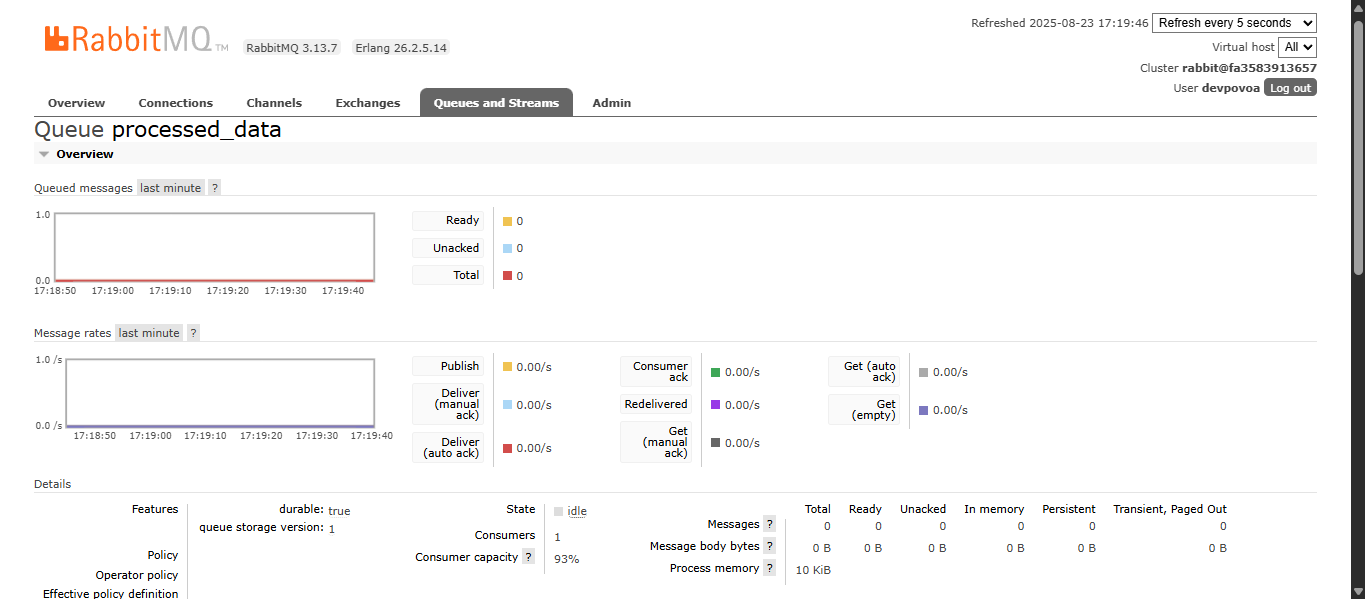 Refreshed 2025-08-23 17:19:46 Refresh every 5 seconds
RabbitMQ TM RabbitMQ 3.13.7 Erlang 26.2.5.14
Virtual host All
Cluster rabbit@fa3583913657
User devpovoa Log out
Overview Connections Channels Exchanges Queues and Streams Admin
Queue processed_data
Overview
Queued messages last minute ?
1.0
0.0
17:18:50 17:19:00 17:19:10 17:19:20 17:19:30 17:19:40
Ready 0
Unacked 0
Total 0
Message rates last minute ?
1.0 /s
0.0 /s
17:18:50 17:19:00 17:19:10 17:19:20 17:19:30 17:19:40
Publish 0.00/s
Deliver (manual ack) 0.00/s
Deliver (auto ack) 0.00/s
Consumer ack 0.00/s
Redelivered 0.00/s
Get (manual ack) 0.00/s
Get (auto ack) 0.00/s
Get (empty) 0.00/s
Details
Features durable: true
queue storage version: 1
Policy
Operator policy
Effective policy definition
State idle
Consumers 1
Consumer capacity ? 93%
Total Ready Unacked In memory Persistent Transient, Paged Out
Messages ? 0 0 0 0 0 0
Message body bytes ? 0 B 0 B 0 B 0 B 0 B 0 B
Process memory ? 10 KiB